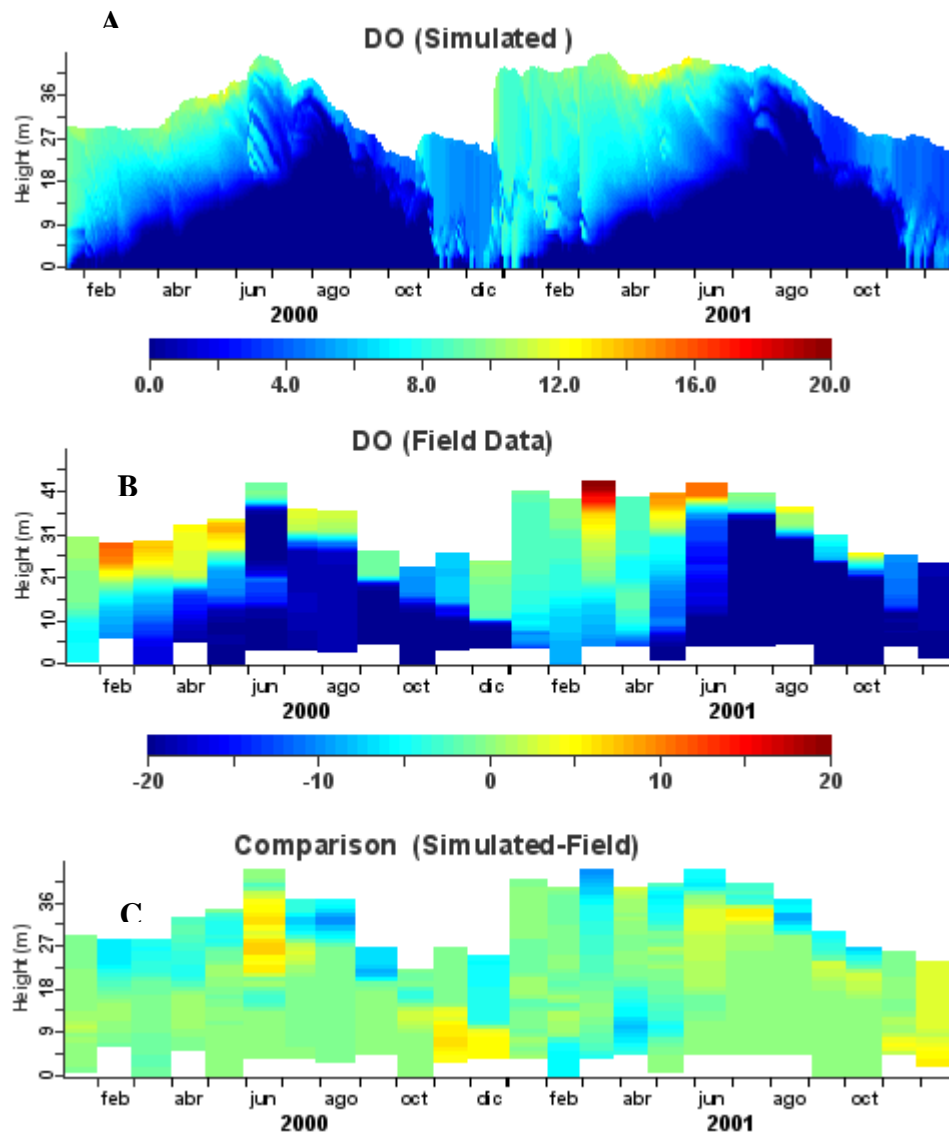 A
DO (Simulated )
Height (m)
36
27
18
9
0
feb abr jun ago oct dic feb abr jun ago oct
2000 2001
0.0 4.0 8.0 12.0 16.0 20.0
DO (Field Data)
B
Height (m)
41
31
21
10
0
feb abr jun ago oct dic feb abr jun ago oct
2000 2001
-20 -10 0 10 20
Comparison (Simulated-Field)
C
Height (m)
36
27
18
9
0
feb abr jun ago oct dic feb abr jun ago oct
2000 2001